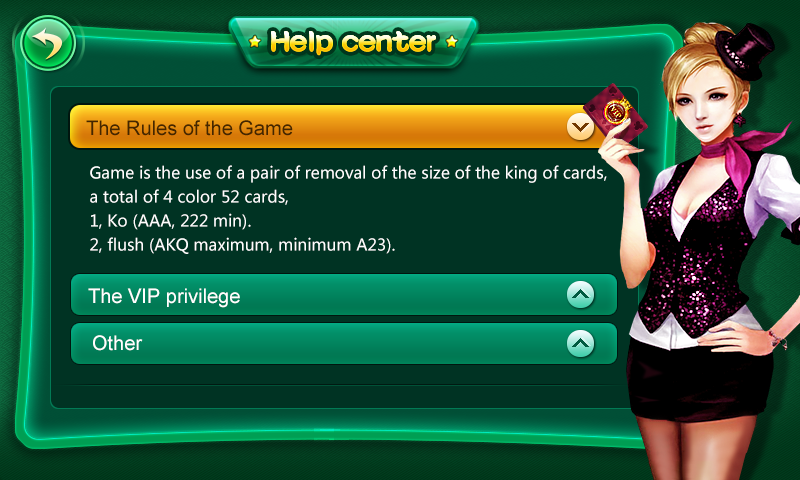 Help center
The Rules of the Game
Game is the use of a pair of removal of the size of the king of cards,
a total of 4 color 52 cards,
1, Ko (AAA, 222 min).
2, flush (AKQ maximum, minimum A23).
The VIP privilege
Other